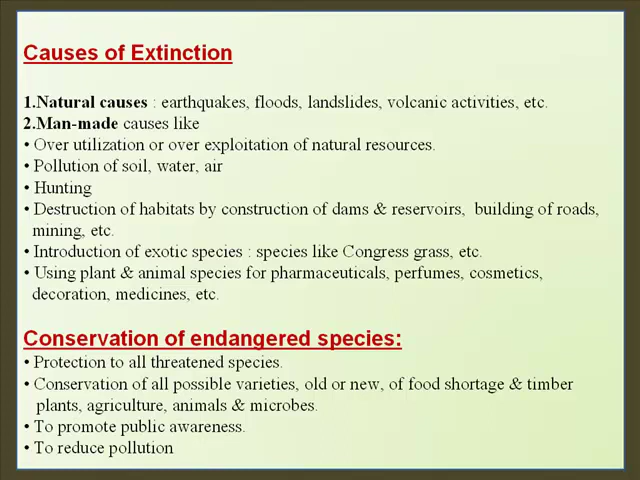 Causes of Extinction
1.Natural causes : earthquakes, floods, landslides, volcanic activities, etc.
2.Man-made causes like
• Over utilization or over exploitation of natural resources.
• Pollution of soil, water, air
• Hunting
• Destruction of habitats by construction of dams & reservoirs, building of roads,
mining, etc.
• Introduction of exotic species : species like Congress grass, etc.
• Using plant & animal species for pharmaceuticals, perfumes, cosmetics,
decoration, medicines, etc.
Conservation of endangered species:
• Protection to all threatened species.
• Conservation of all possible varieties, old or new, of food shortage & timber
plants, agriculture, animals & microbes.
• To promote public awareness.
• To reduce pollution